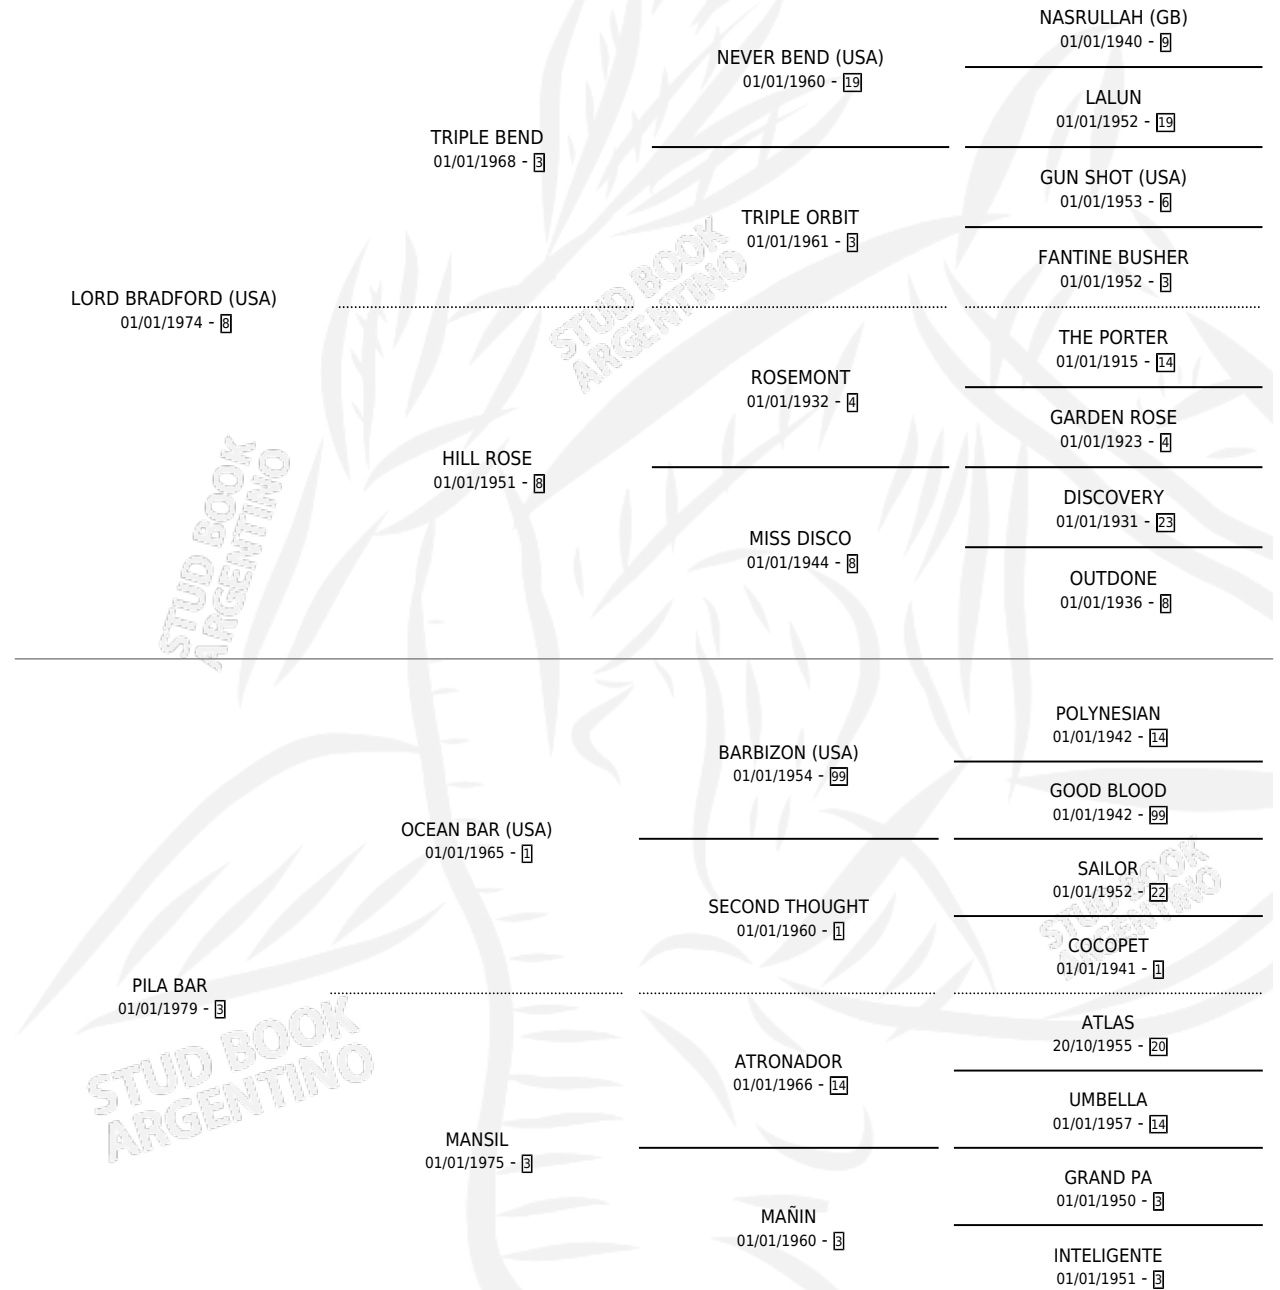 NASRULLAH (GB)
01/01/1940 - 9
NEVER BEND (USA)
01/01/1960 - 19
LALUN
01/01/1952 - 19
TRIPLE BEND
01/01/1968 - 3
GUN SHOT (USA)
01/01/1953 - 6
TRIPLE ORBIT
01/01/1961 - 3
FANTINE BUSHER
01/01/1952 - 3
LORD BRADFORD (USA)
01/01/1974 - 8
THE PORTER
01/01/1915 - 14
ROSEMONT
01/01/1932 - 4
GARDEN ROSE
01/01/1923 - 4
HILL ROSE
01/01/1951 - 8
DISCOVERY
01/01/1931 - 23
MISS DISCO
01/01/1944 - 8
OUTDONE
01/01/1936 - 8
POLYNESIAN
01/01/1942 - 14
BARBIZON (USA)
01/01/1954 - 99
GOOD BLOOD
01/01/1942 - 99
OCEAN BAR (USA)
01/01/1965 - 1
SAILOR
01/01/1952 - 22
SECOND THOUGHT
01/01/1960 - 1
COCOPET
01/01/1941 - 1
PILA BAR
01/01/1979 - 3
ATLAS
20/10/1955 - 20
ATRONADOR
01/01/1966 - 14
UMBELLA
01/01/1957 - 14
MANSIL
01/01/1975 - 3
GRAND PA
01/01/1950 - 3
MAÑIN
01/01/1960 - 3
INTELIGENTE
01/01/1951 - 3
STUD BOOK
ARGENTINO
STUD BOOK
ARGENTINO
STUD BOOK
ARGENTINO
STUD BOOK
ARGENTINO